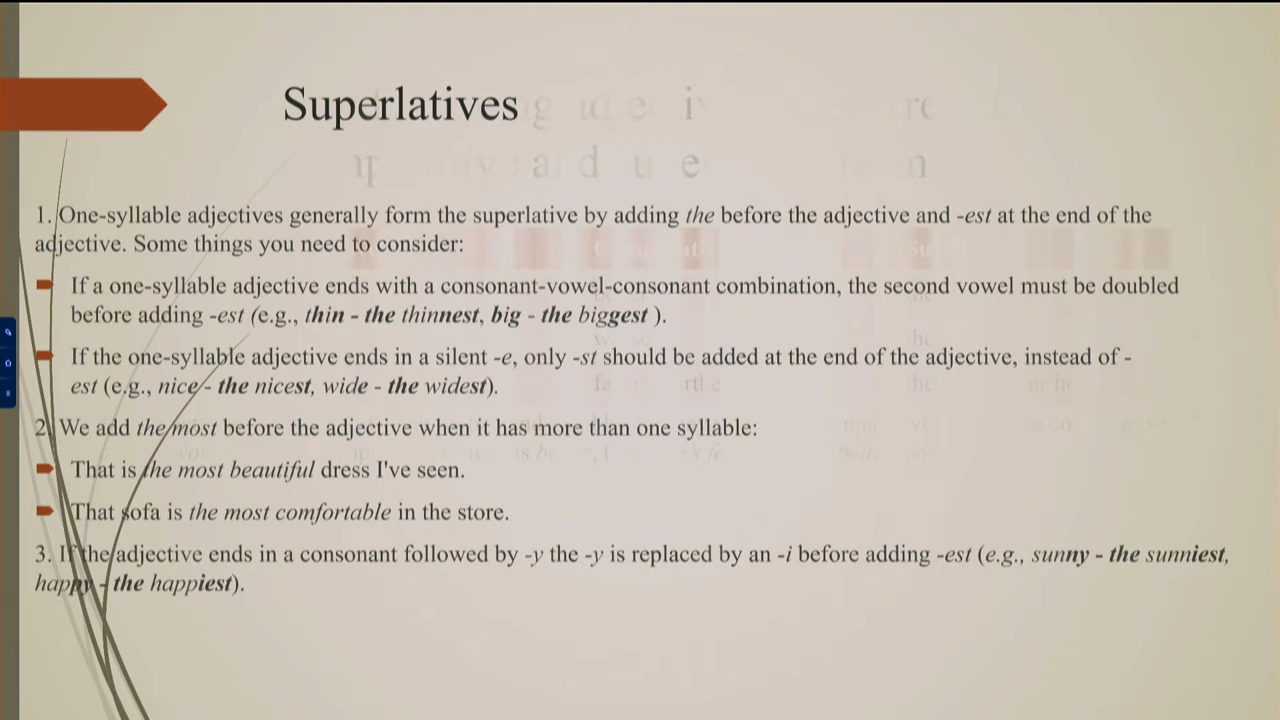 Superlatives
1. One-syllable adjectives generally form the superlative by adding the before the adjective and -est at the end of the
adjective. Some things you need to consider:
If a one-syllable adjective ends with a consonant-vowel-consonant combination, the second vowel must be doubled
before adding -est (e.g., thin - the thinnest, big - the biggest ).
If the one-syllable adjective ends in a silent -e, only -st should be added at the end of the adjective, instead of -
est (e.g., nice - the nicest, wide - the widest).
2. We add the most before the adjective when it has more than one syllable:
That is the most beautiful dress I've seen.
That sofa is the most comfortable in the store.
3. If the adjective ends in a consonant followed by -y the -y is replaced by an -i before adding -est (e.g., sunny - the sunniest,
happy - the happiest).